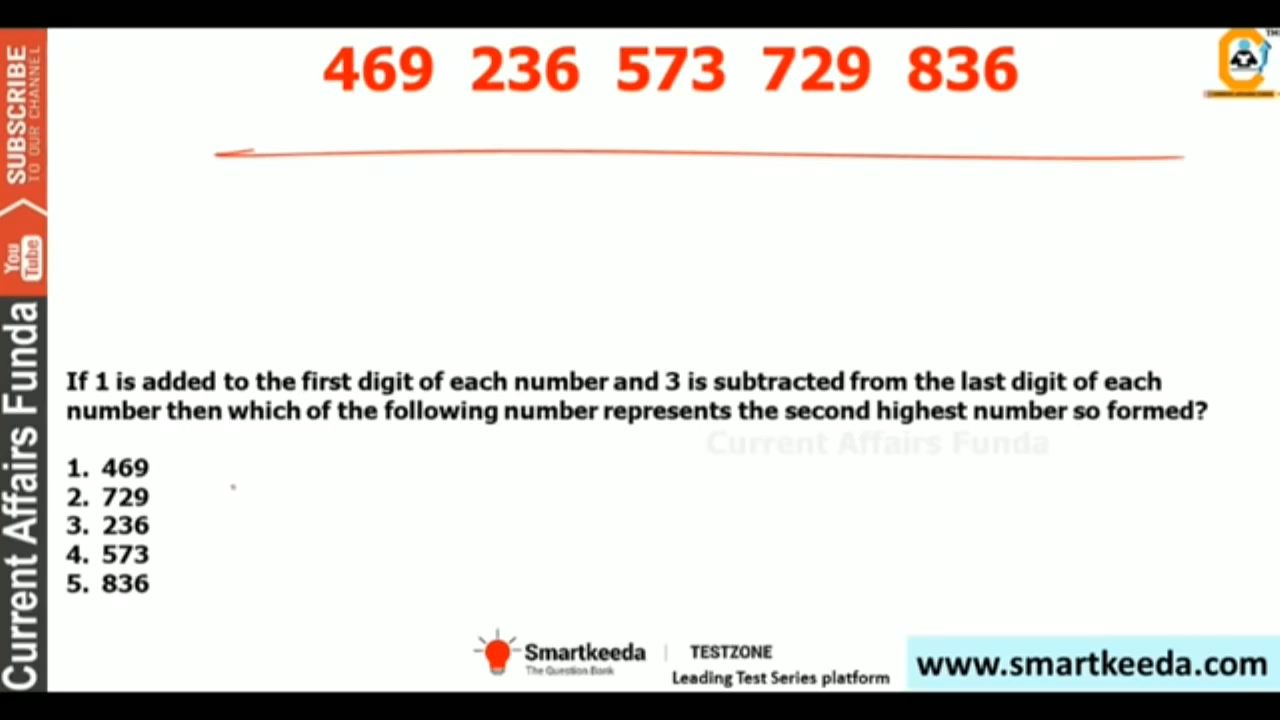 469 236 573 729 836
SUBSCRIBE
TO OUR CHANNEL
You
Tube
Current Affairs Funda
If 1 is added to the first digit of each number and 3 is subtracted from the last digit of each
number then which of the following number represents the second highest number so formed?
Current Affairs Funda
1. 469
2. 729
3. 236
4. 573
5. 836
Smartkeeda
The Question Bank
TESTZONE
Leading Test Series platform
www.smartkeeda.com